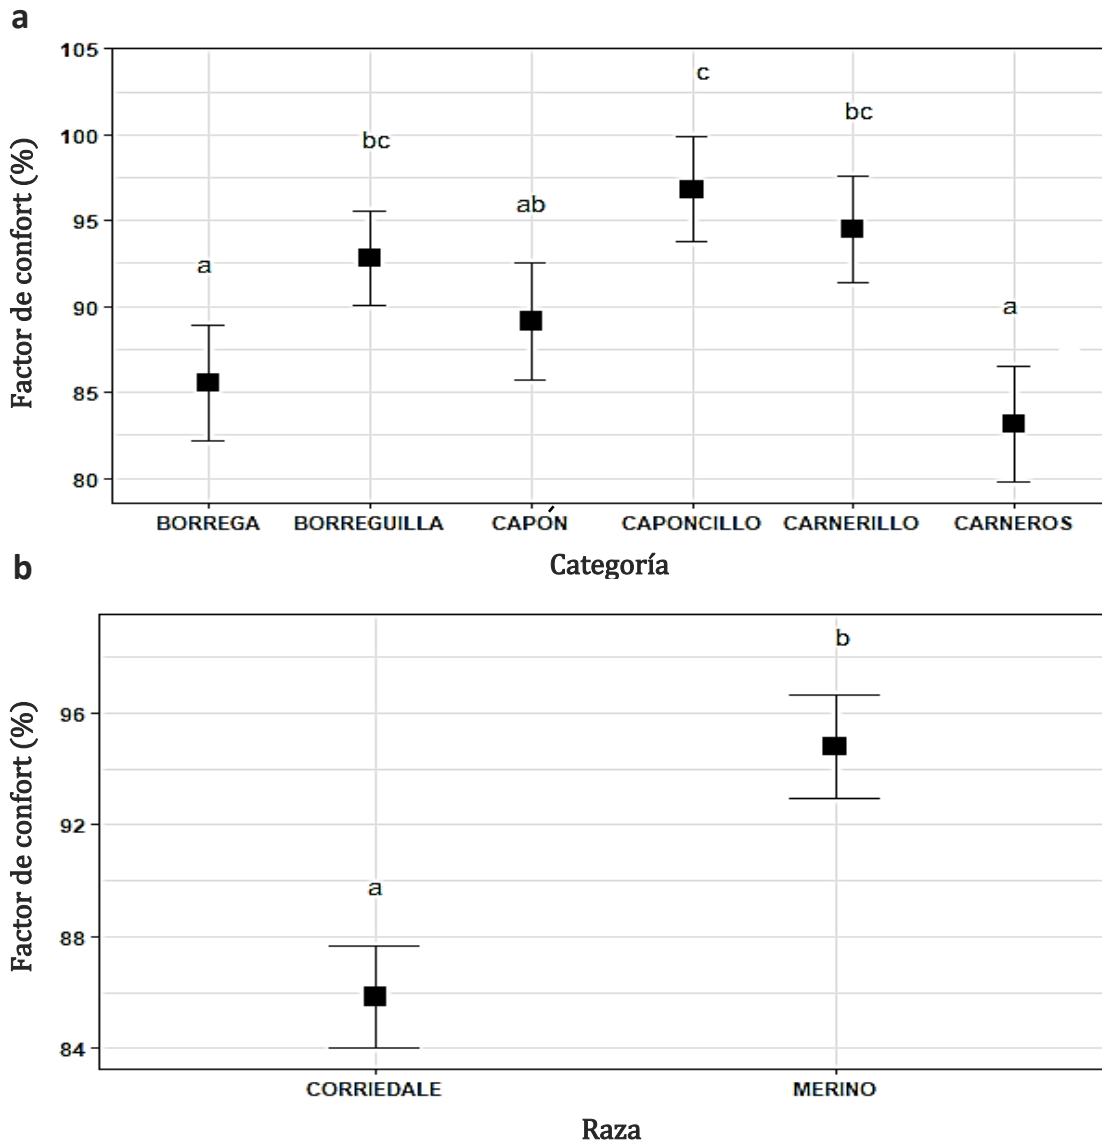 a
Factor de confort (%)
105
100
95
90
85
80
a
bc
ab
c
bc
a
BORREGA BORREGUILLA CAPÓN CAPONCILLO CARNERILLO CARNEROS
Categoría
b
Factor de confort (%)
96
92
88
84
a
b
CORRIEDALE MERINO
Raza